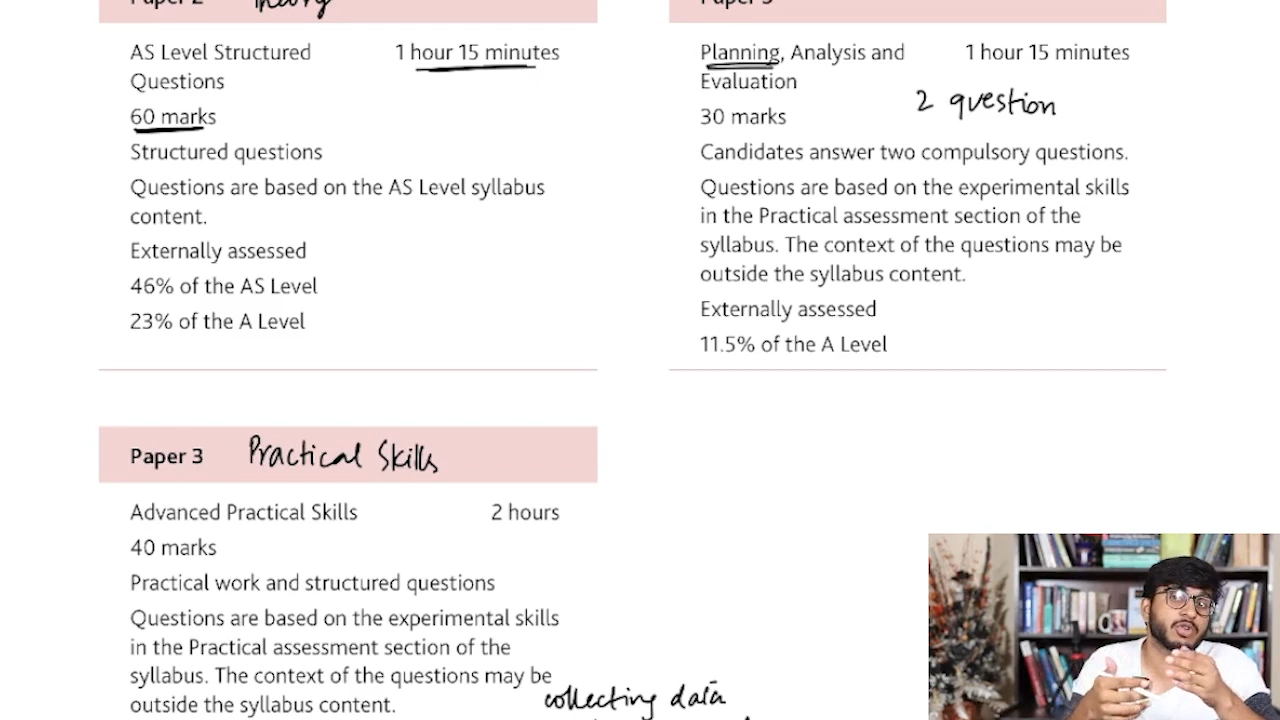 Paper 2 Theory
AS Level Structured 1 hour 15 minutes
Questions
60 marks
Structured questions
Questions are based on the AS Level syllabus
content.
Externally assessed
46% of the AS Level
23% of the A Level
Paper 5
Planning, Analysis and 1 hour 15 minutes
Evaluation
2 question
30 marks
Candidates answer two compulsory questions.
Questions are based on the experimental skills
in the Practical assessment section of the
syllabus. The context of the questions may be
outside the syllabus content.
Externally assessed
11.5% of the A Level
Paper 3 Practical Skills
Advanced Practical Skills 2 hours
40 marks
Practical work and structured questions
Questions are based on the experimental skills
in the Practical assessment section of the
syllabus. The context of the questions may be
outside the syllabus content.
collecting data